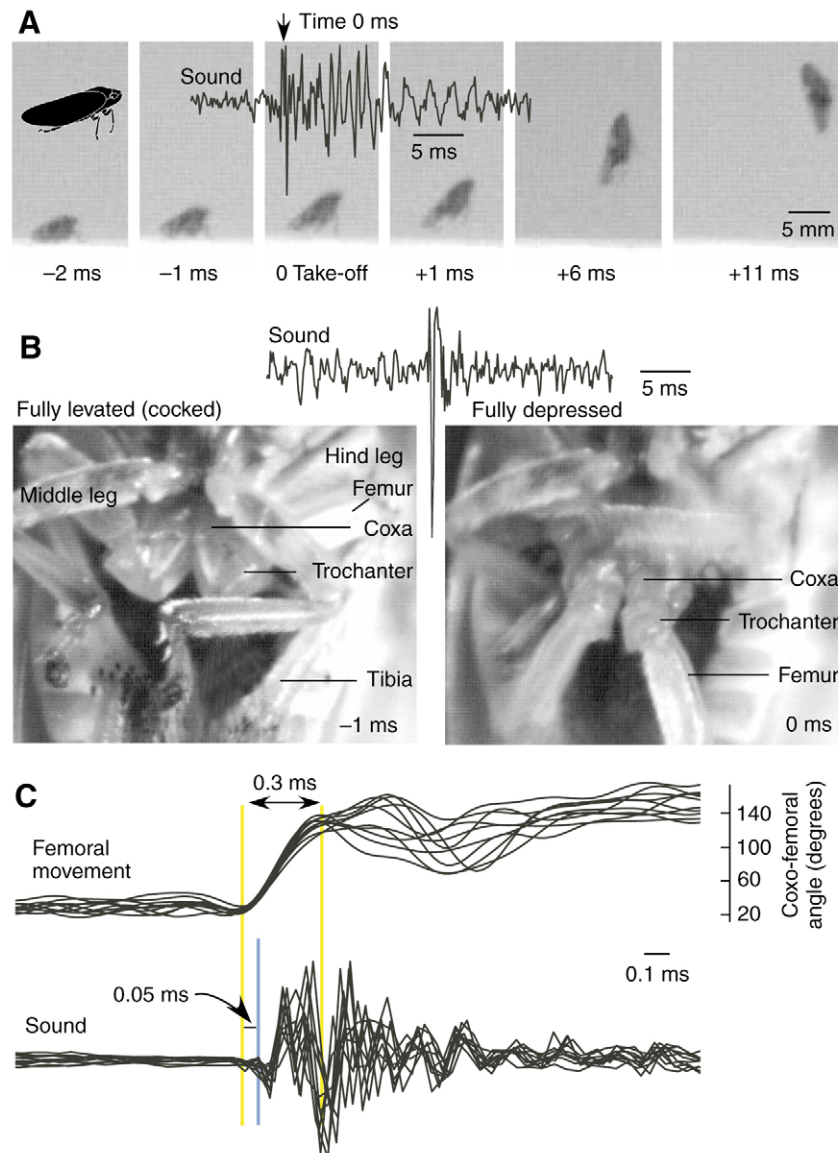 A
Time 0 ms
Sound
5 ms
5 mm
–2 ms
–1 ms
0 Take-off
+1 ms
+6 ms
+11 ms
B
Sound
5 ms
Fully levated (cocked)
Fully depressed
Hind leg
Middle leg
Femur
Coxa
Trochanter
Tibia
–1 ms
Coxa
Trochanter
Femur
0 ms
C
0.3 ms
Femoral
movement
140
100
60
20
Coxo-femoral
angle (degrees)
0.1 ms
0.05 ms
Sound